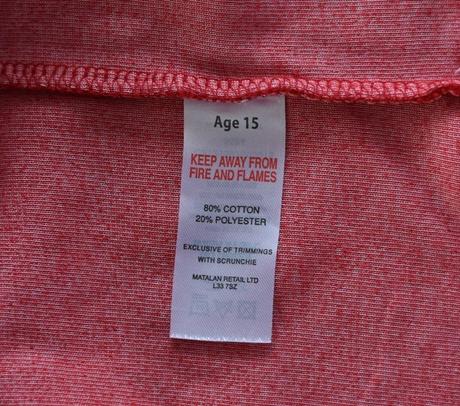 Age 15
KEEP AWAY FROM
FIRE AND FLAMES
80% COTTON
20% POLYESTER
EXCLUSIVE OF TRIMMINGS
WITH SCRUNCHIE
MATALAN RETAIL LTD
L33 7SZ